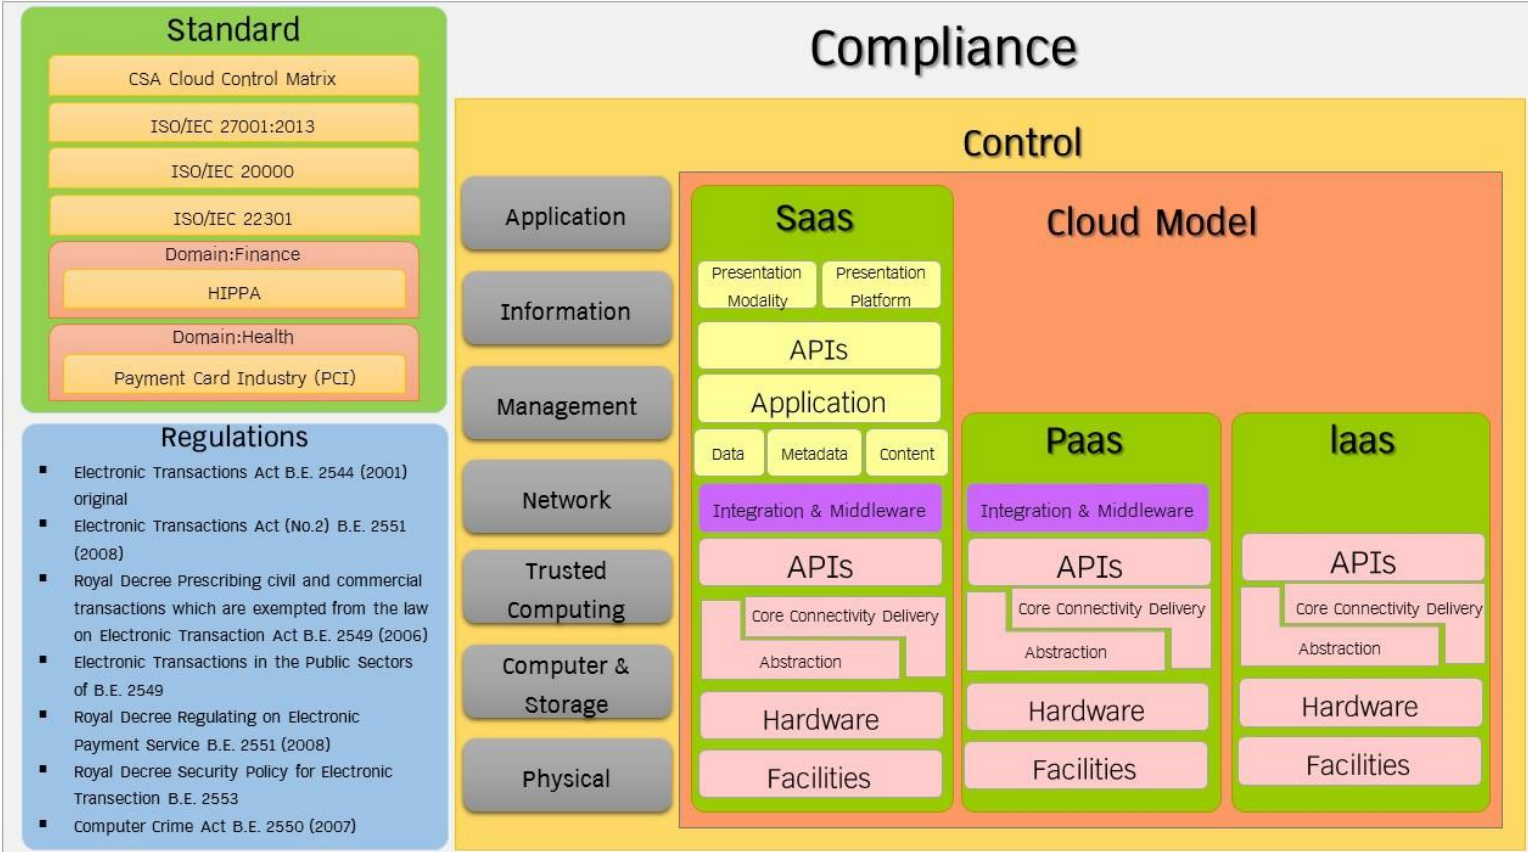 Standard
CSA Cloud Control Matrix
ISO/IEC 27001:2013
ISO/IEC 20000
ISO/IEC 22301
Domain:Finance
HIPPA
Domain:Health
Payment Card Industry (PCI)
Regulations
▪ Electronic Transactions Act B.E. 2544 (2001)
original
▪ Electronic Transactions Act (No.2) B.E. 2551
(2008)
▪ Royal Decree Prescribing civil and commercial
transactions which are exempted from the law
on Electronic Transaction Act B.E. 2549 (2006)
▪ Electronic Transactions in the Public Sectors
of B.E. 2549
▪ Royal Decree Regulating on Electronic
Payment Service B.E. 2551 (2008)
▪ Royal Decree Security Policy for Electronic
Transection B.E. 2553
▪ Computer Crime Act B.E. 2550 (2007)
Compliance
Control
Application
Information
Management
Network
Trusted
Computing
Computer &
Storage
Physical
Cloud Model
Saas
Presentation
Modality
Presentation
Platform
APIs
Application
Data
Metadata
Content
Integration & Middleware
APIs
Core Connectivity Delivery
Abstraction
Hardware
Facilities
Paas
Integration & Middleware
APIs
Core Connectivity Delivery
Abstraction
Hardware
Facilities
Iaas
APIs
Core Connectivity Delivery
Abstraction
Hardware
Facilities